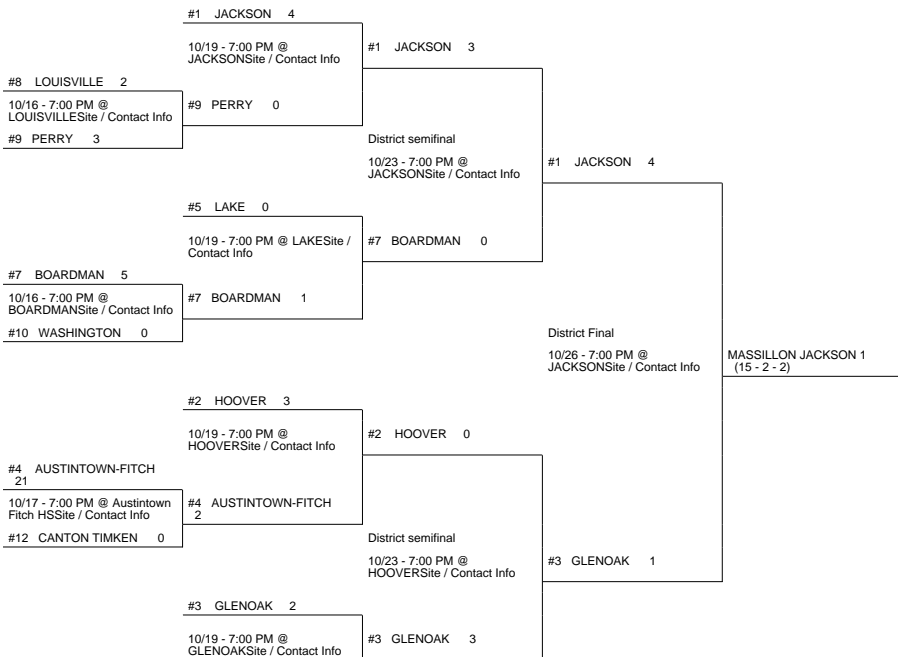 #1 JACKSON 4
10/19 - 7:00 PM @
JACKSONSite / Contact Info
#1 JACKSON 3
#8 LOUISVILLE 2
10/16 - 7:00 PM @
LOUISVILLESite / Contact Info
#9 PERRY 0
#9 PERRY 3
District semifinal
10/23 - 7:00 PM @
JACKSONSite / Contact Info
#1 JACKSON 4
#5 LAKE 0
10/19 - 7:00 PM @ LAKESite /
Contact Info
#7 BOARDMAN 0
#7 BOARDMAN 5
10/16 - 7:00 PM @
BOARDMANSite / Contact Info
#7 BOARDMAN 1
#10 WASHINGTON 0
District Final
10/26 - 7:00 PM @
JACKSONSite / Contact Info
MASSILLON JACKSON 1
(15 - 2 - 2)
#2 HOOVER 3
10/19 - 7:00 PM @
HOOVERSite / Contact Info
#2 HOOVER 0
#4 AUSTINTOWN-FITCH
21
10/17 - 7:00 PM @ Austintown
Fitch HSSite / Contact Info
#4 AUSTINTOWN-FITCH
2
#12 CANTON TIMKEN 0
District semifinal
10/23 - 7:00 PM @
HOOVERSite / Contact Info
#3 GLENOAK 1
#3 GLENOAK 2
10/19 - 7:00 PM @
GLENOAKSite / Contact Info
#3 GLENOAK 3